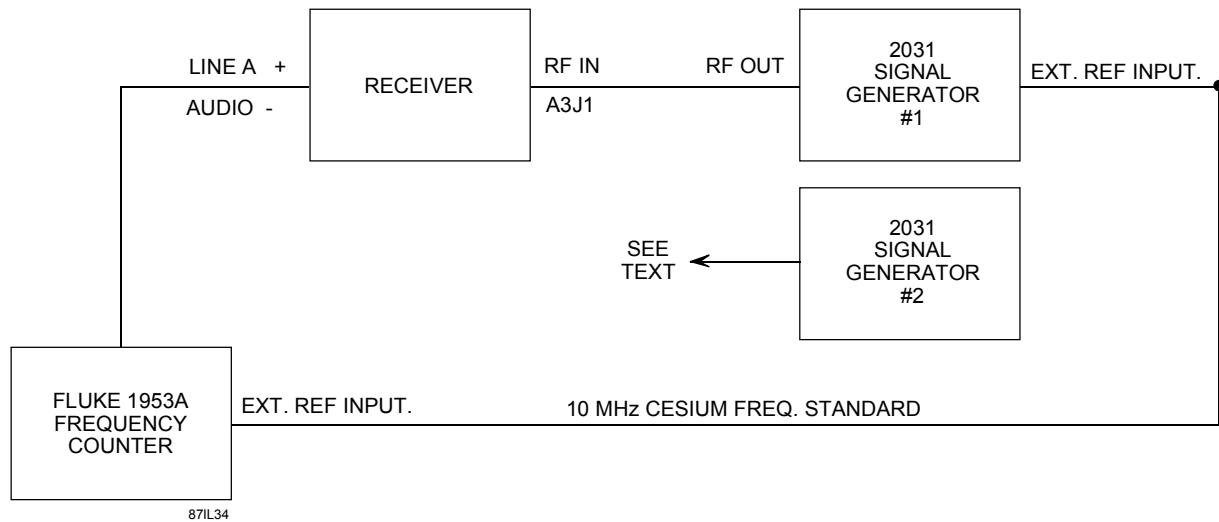 LINE A +
AUDIO -
RECEIVER
RF IN
A3J1
RF OUT
2031
SIGNAL
GENERATOR
#1
EXT. REF INPUT.
SEE
TEXT
2031
SIGNAL
GENERATOR
#2
FLUKE 1953A
FREQUENCY
COUNTER
EXT. REF INPUT.
10 MHz CESIUM FREQ. STANDARD
87IL34